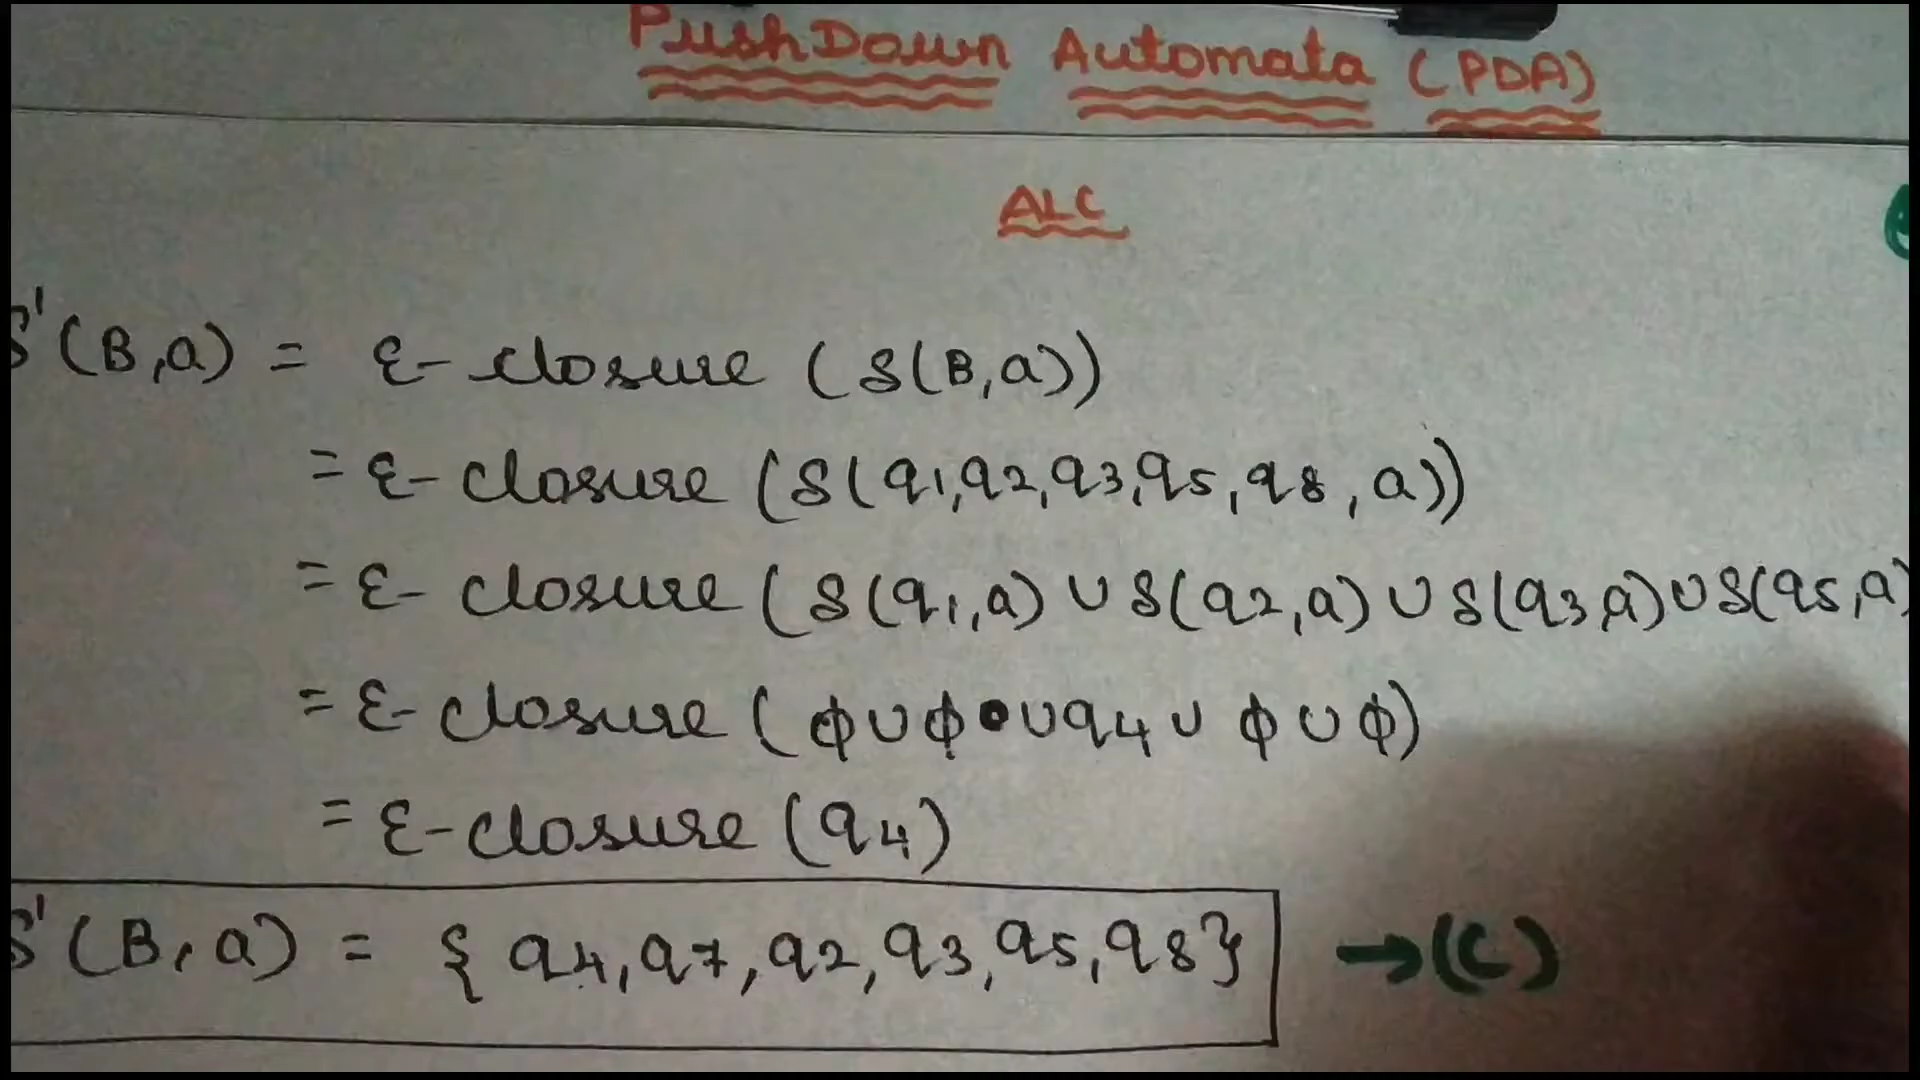 PushDown Automata (PDA)
ALC
δ'(B,a) = ε-closure (δ(B,a))
= ε-closure (δ(q1,q2,q3,q5,q8,a))
= ε-closure (δ(q1,a) ∪ δ(q2,a) ∪ δ(q3,a) ∪ δ(q5,a)
= ε-closure (ϕ∪ϕ∪q4∪ϕ∪ϕ)
= ε-closure (q4)
δ'(B,a) = {q4,q7,q2,q3,q5,q8} →(C)